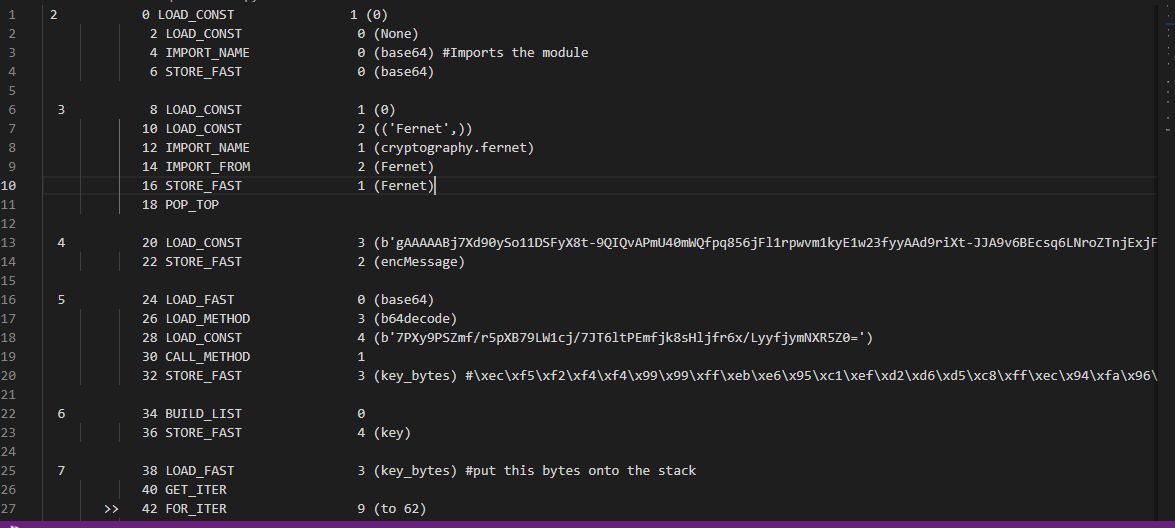 1 2 0 LOAD_CONST 1 (0)
2 2 LOAD_CONST 0 (None)
3 4 IMPORT_NAME 0 (base64) #Imports the module
4 6 STORE_FAST 0 (base64)
5
6 3 8 LOAD_CONST 1 (0)
7 10 LOAD_CONST 2 (('Fernet',))
8 12 IMPORT_NAME 1 (cryptography.fernet)
9 14 IMPORT_FROM 2 (Fernet)
10 16 STORE_FAST 1 (Fernet)
11 18 POP_TOP
12
13 4 20 LOAD_CONST 3 (b'gAAAAABj7Xd90ySo11DSFyX8t-9QIQvAPmU40mWQfpq856jFl1rpwvm1kyE1w23fyyAAd9riXt-JJA9v6BEcsq6LNroZTnjExjF
14 22 STORE_FAST 2 (encMessage)
15
16 5 24 LOAD_FAST 0 (base64)
17 26 LOAD_METHOD 3 (b64decode)
18 28 LOAD_CONST 4 (b'7PXy9PSZmf/r5pXB79LW1cj/7JT6ltPEmfjk8sHljfr6x/LyyfjymNXR5Z0=')
19 30 CALL_METHOD 1
20 32 STORE_FAST 3 (key_bytes) #\xec\xf5\xf2\xf4\xf4\x99\x99\xff\xeb\xe6\x95\xc1\xef\xd2\xd6\xd5\xc8\xff\xec\x94\xfa\x96\
21
22 6 34 BUILD_LIST 0
23 36 STORE_FAST 4 (key)
24
25 7 38 LOAD_FAST 3 (key_bytes) #put this bytes onto the stack
26 40 GET_ITER
27 >> 42 FOR_ITER 9 (to 62)